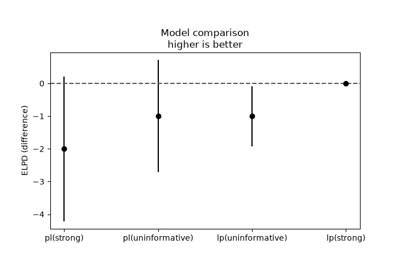 Model comparison
higher is better
ELPD (difference)
0
−1
−2
−3
−4
pl(strong)
pl(uninformative)
lp(uninformative)
lp(strong)